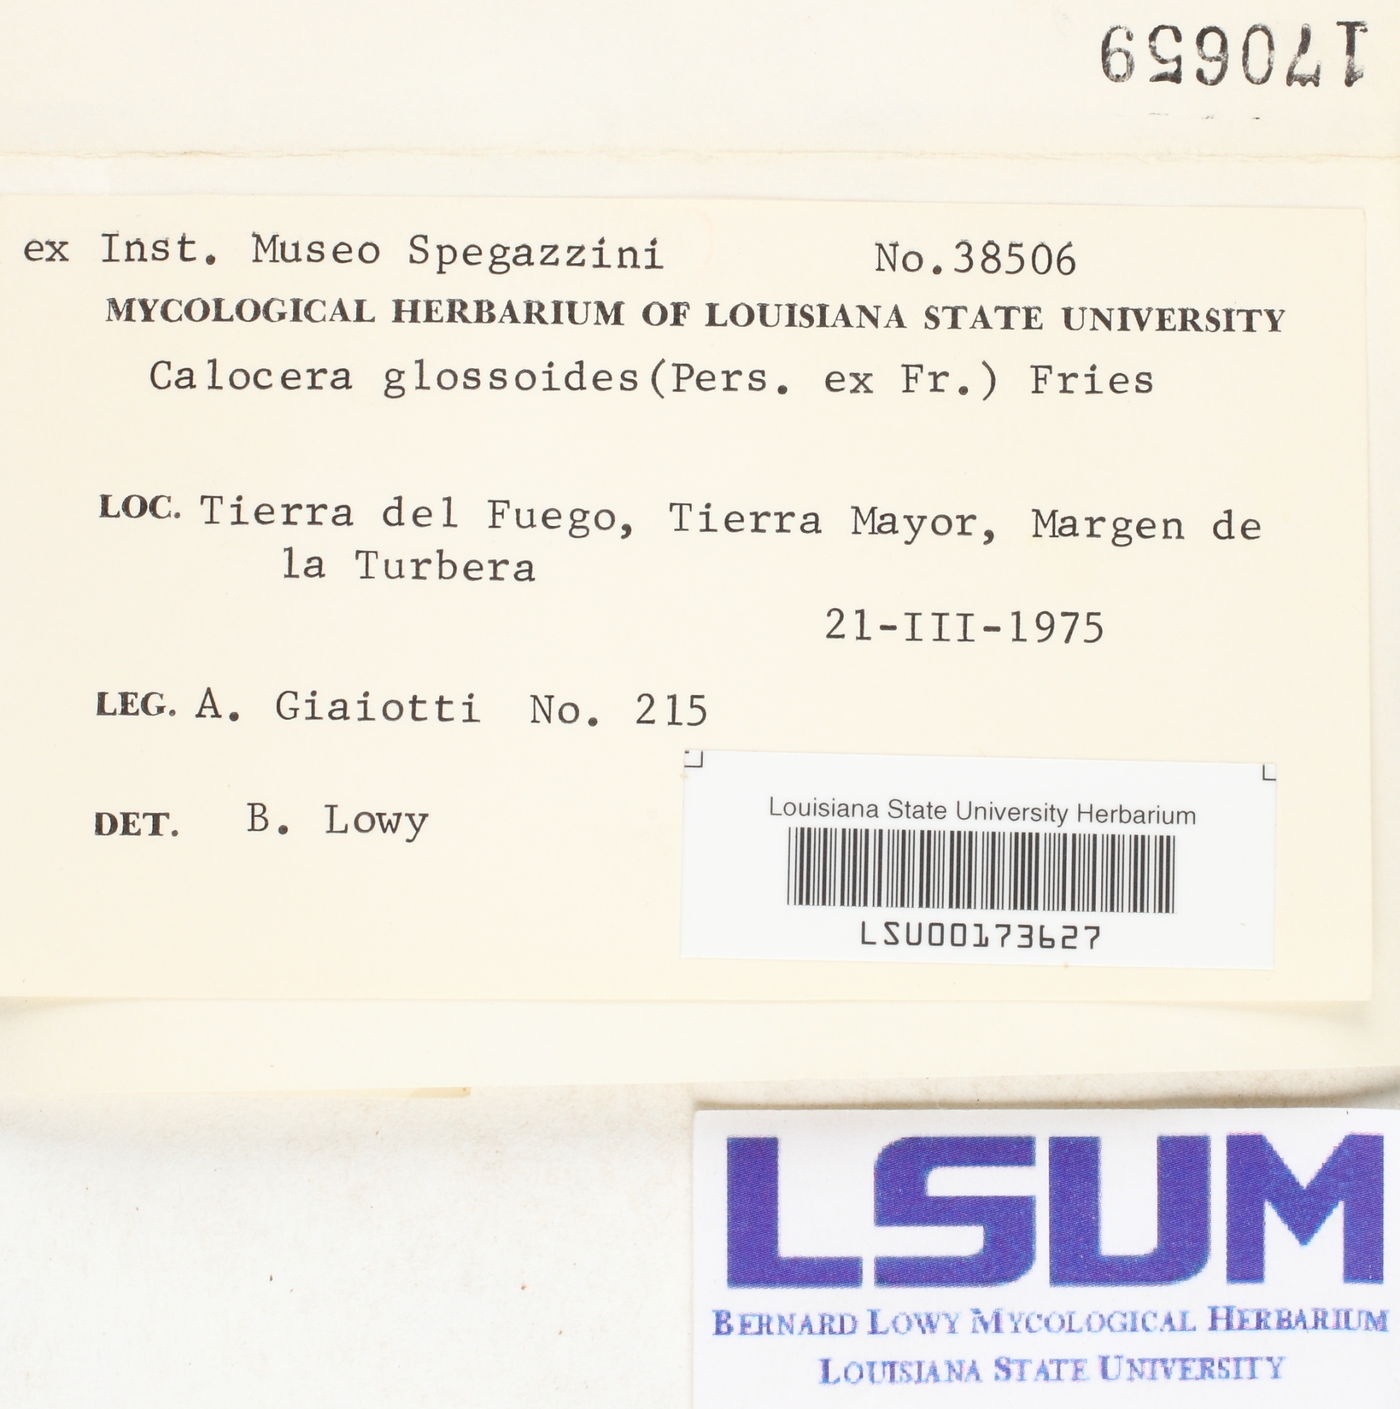 170659
ex Inst. Museo Spegazzini No.38506
MYCOLOGICAL HERBARIUM OF LOUISIANA STATE UNIVERSITY
Calocera glossoides(Pers. ex Fr.) Fries
LOC. Tierra del Fuego, Tierra Mayor, Margen de
la Turbera
21-III-1975
LEG. A. Giaiotti No. 215
DET. B. Lowy
Louisiana State University Herbarium
LSU00173627
LSUM
BERNARD LOWY MYCOLOGICAL HERBARIUM
LOUISIANA STATE UNIVERSITY